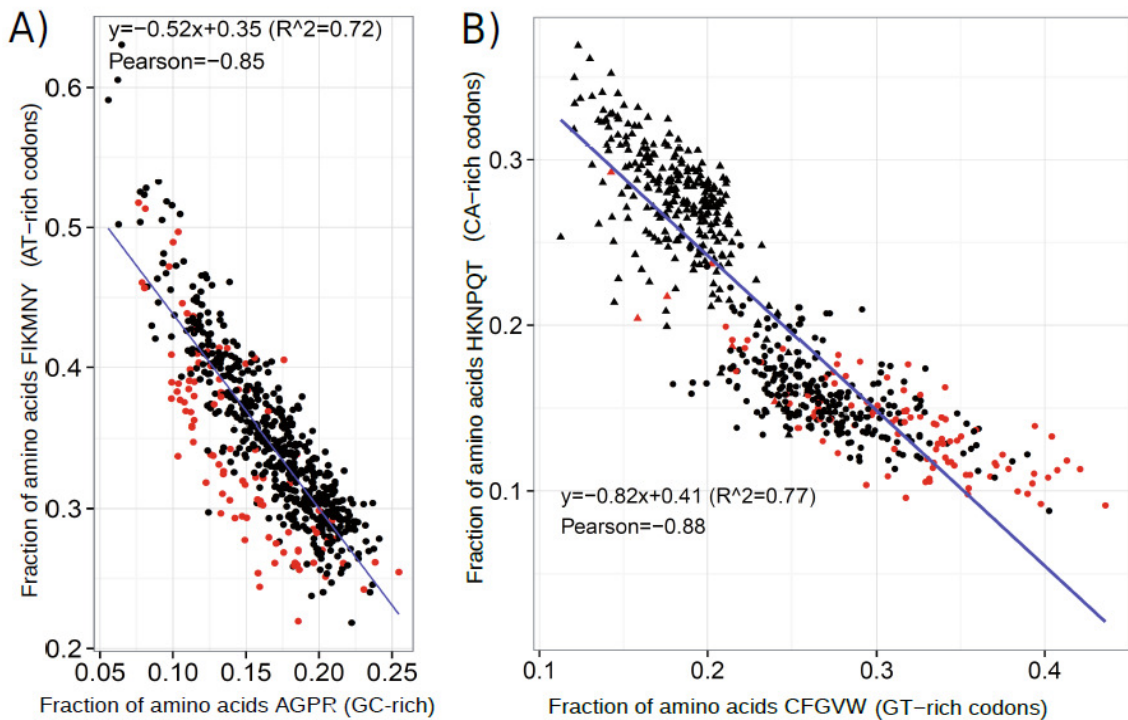 A)
y=−0.52x+0.35 (R^2=0.72)
Pearson=−0.85
Fraction of amino acids FIKMNY (AT−rich codons)
0.6
0.5
0.4
0.3
0.2
0.05 0.10 0.15 0.20 0.25
Fraction of amino acids AGPR (GC−rich)
B)
Fraction of amino acids HKNPQT (CA−rich codons)
0.3
0.2
0.1
y=−0.82x+0.41 (R^2=0.77)
Pearson=−0.88
0.1 0.2 0.3 0.4
Fraction of amino acids CFGVW (GT−rich codons)